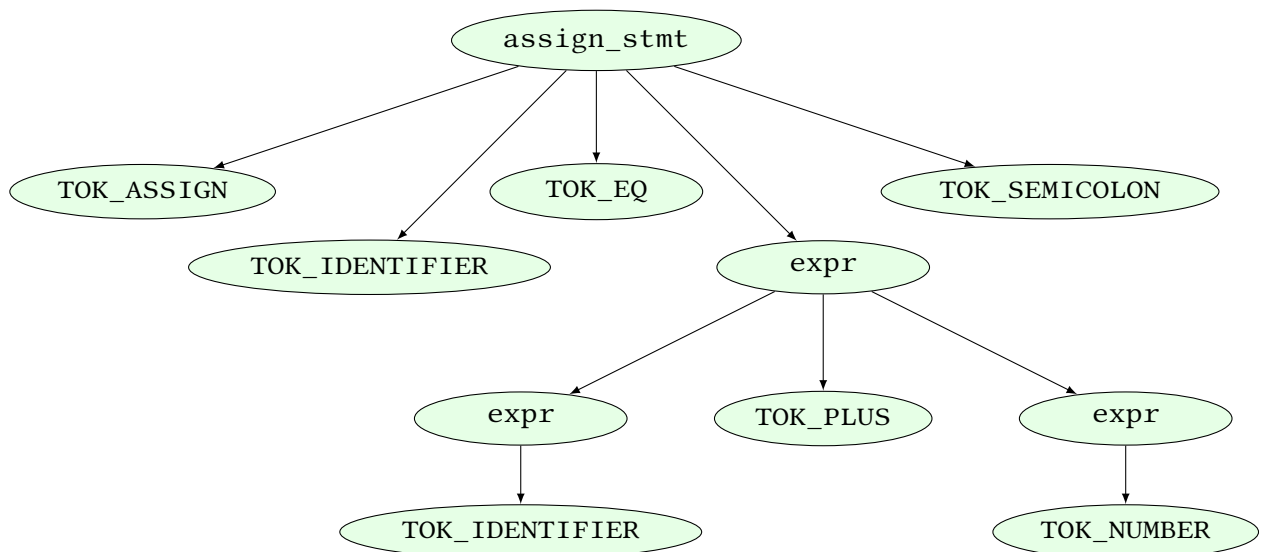 assign_stmt
TOK_ASSIGN
TOK_EQ
TOK_SEMICOLON
TOK_IDENTIFIER
expr
expr
TOK_PLUS
expr
TOK_IDENTIFIER
TOK_NUMBER